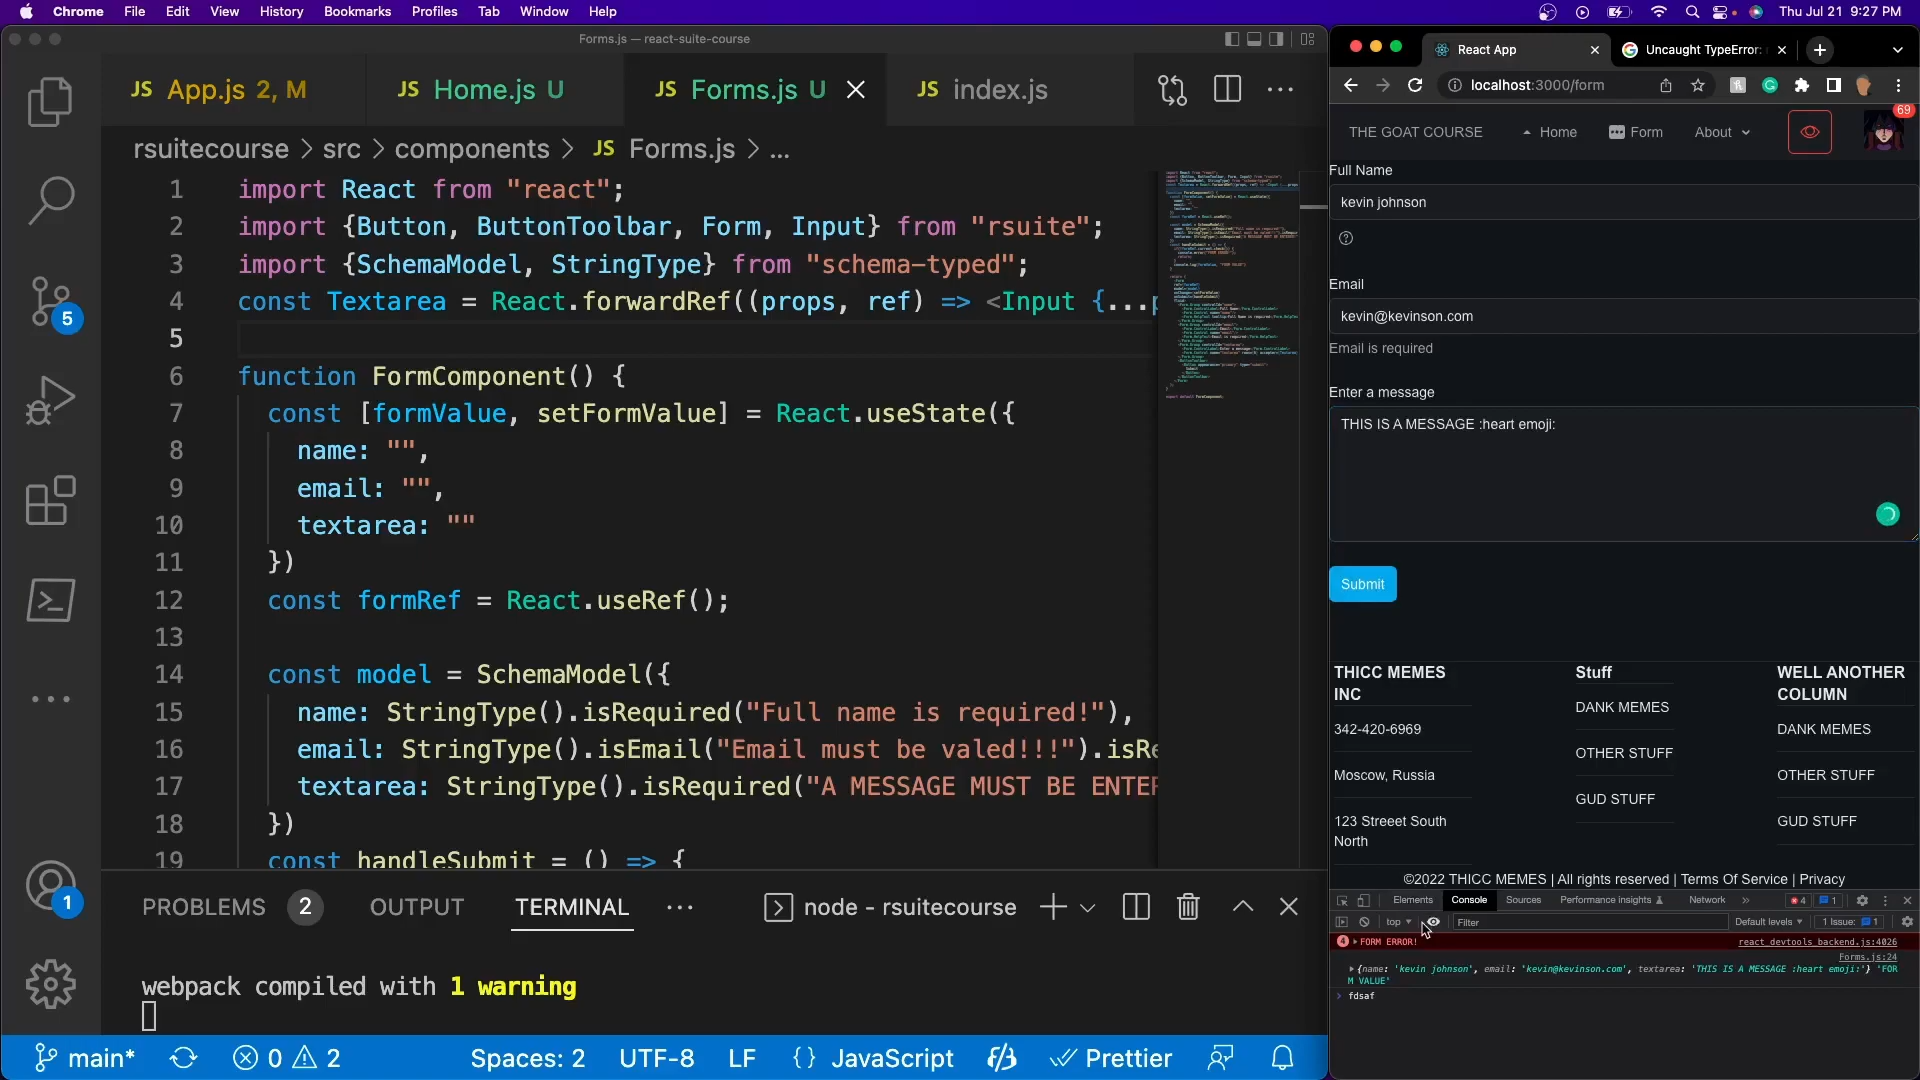 Chrome File Edit View History Bookmarks Profiles Tab Window Help Thu Jul 21 9:27 PM
Forms.js — react-suite-course
JS App.js 2, M JS Home.js U JS Forms.js U JS index.js
rsuitecourse > src > components > JS Forms.js > ...
1 import React from "react";
2 import {Button, ButtonToolbar, Form, Input} from "rsuite";
3 import {SchemaModel, StringType} from "schema-typed";
4 const Textarea = React.forwardRef((props, ref) => <Input {...p
5
6 function FormComponent() {
7 const [formValue, setFormValue] = React.useState({
8 name: "",
9 email: "",
10 textarea: ""
11 })
12 const formRef = React.useRef();
13
14 const model = SchemaModel({
15 name: StringType().isRequired("Full name is required!"),
16 email: StringType().isEmail("Email must be valed!!!").isRe
17 textarea: StringType().isRequired("A MESSAGE MUST BE ENTER
18 })
19 const handleSubmit = () => {
5
1
PROBLEMS 2 OUTPUT TERMINAL ... node - rsuitecourse
webpack compiled with 1 warning
main* 0 2 Spaces: 2 UTF-8 LF {} JavaScript Prettier
React App Uncaught TypeError:
localhost:3000/form
THE GOAT COURSE Home Form About 69
Full Name
kevin johnson
Email
kevin@kevinson.com
Email is required
Enter a message
THIS IS A MESSAGE :heart emoji:
Submit
THICC MEMES INC
342-420-6969
Moscow, Russia
123 Streeet South
North
Stuff
DANK MEMES
OTHER STUFF
GUD STUFF
WELL ANOTHER
COLUMN
DANK MEMES
OTHER STUFF
GUD STUFF
©2022 THICC MEMES | All rights reserved | Terms Of Service | Privacy
Elements Console Sources Performance insights Network » 4 1
top Filter Default levels 1 Issue: 1
4 FORM ERROR! react_devtools_backend.js:4026
Forms.js:24
{name: 'kevin johnson', email: 'kevin@kevinson.com', textarea: 'THIS IS A MESSAGE :heart emoji:'} 'FOR
M VALUE'
> fdsaf